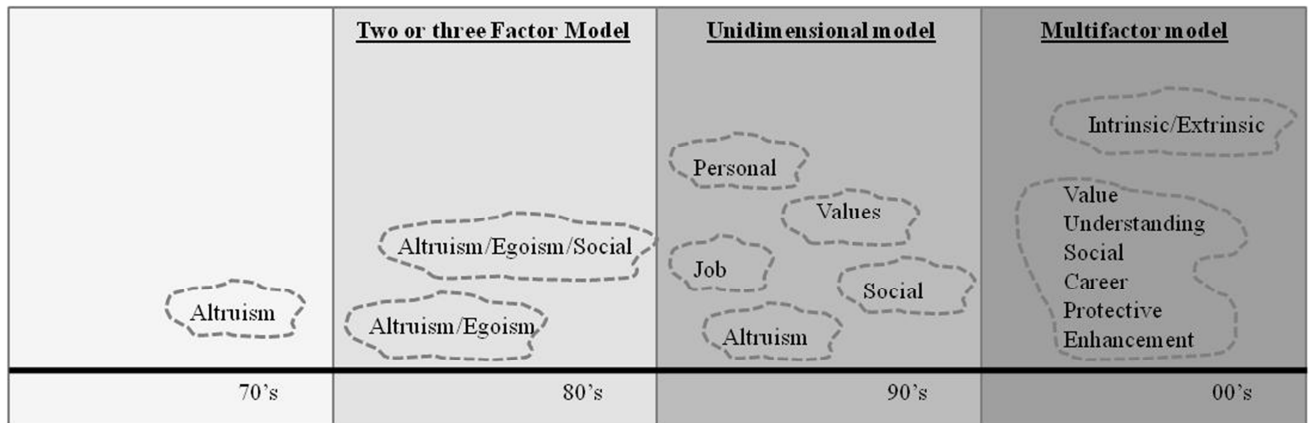 Two or three Factor Model
Unidimensional model
Multifactor model
Intrinsic/Extrinsic
Personal
Values
Value
Understanding
Social
Career
Protective
Enhancement
Altruism/Egoism/Social
Job
Social
Altruism
Altruism/Egoism
Altruism
70’s
80’s
90’s
00’s